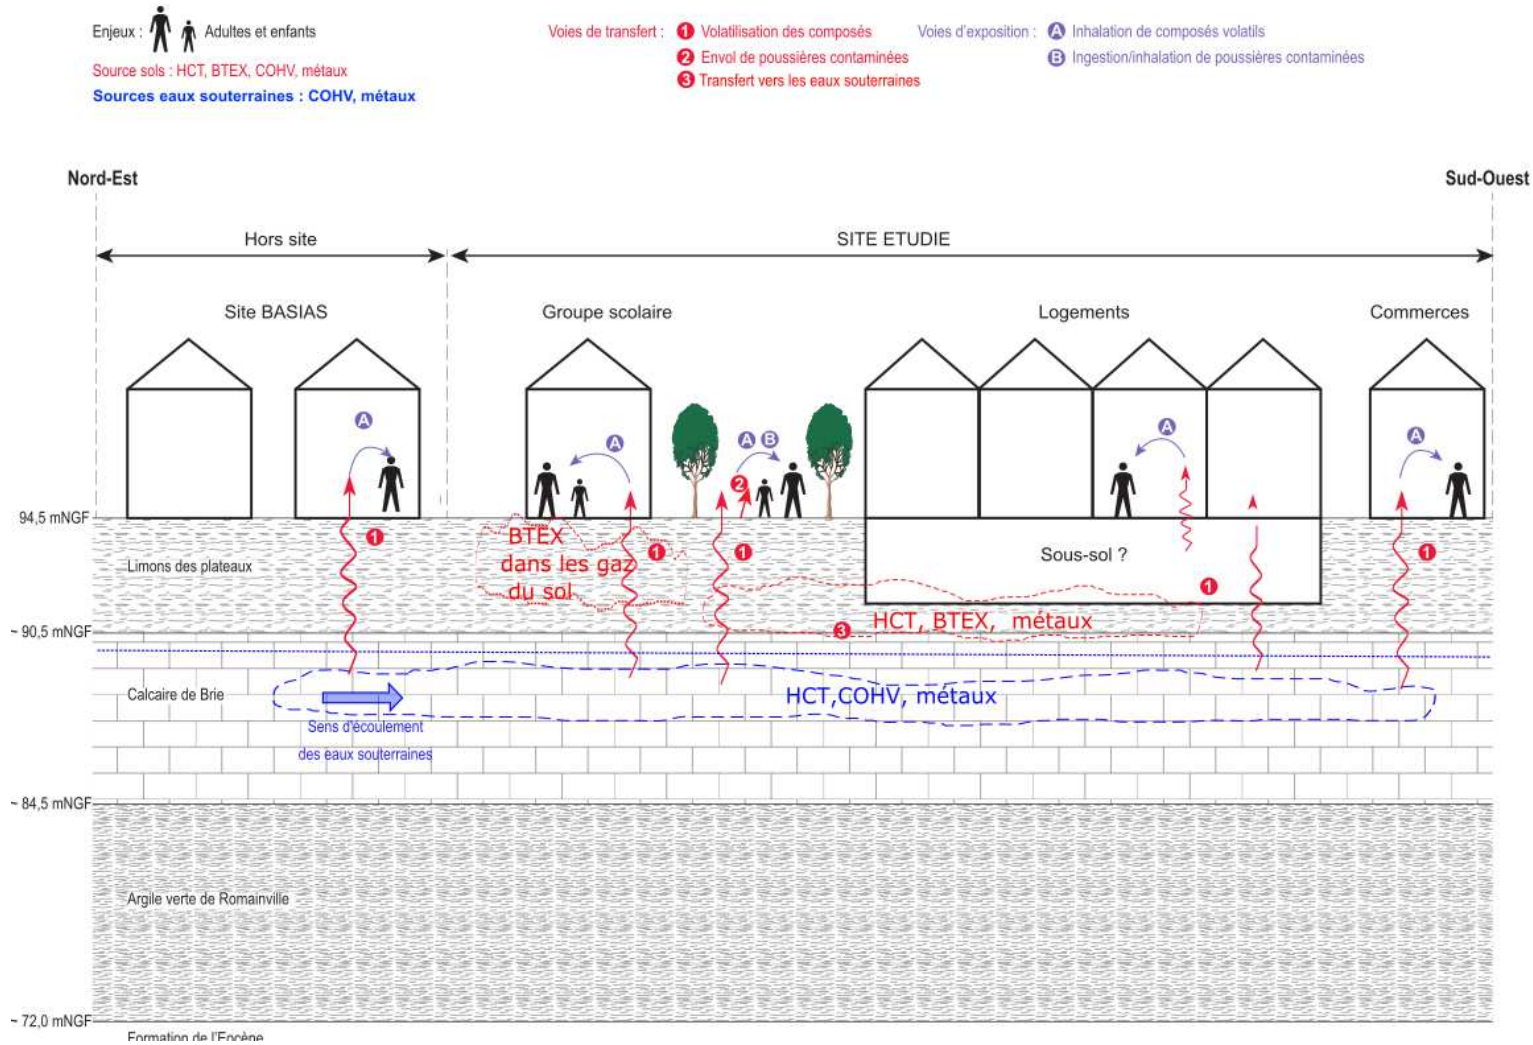 Enjeux : Adultes et enfants
Source sols : HCT, BTEX, COHV, métaux
Sources eaux souterraines : COHV, métaux
Voies de transfert : 1 Volatilisation des composés
2 Envol de poussières contaminées
3 Transfert vers les eaux souterraines
Voies d'exposition : A Inhalation de composés volatils
B Ingestion/inhalation de poussières contaminées
Nord-Est
Sud-Ouest
Hors site
SITE ETUDIE
Site BASIAS
Groupe scolaire
Logements
Commerces
A
A
A B
A
A
2
94,5 mNGF
1
BTEX
dans les gaz
du sol
1
1
Sous-sol ?
1
Limons des plateaux
1
HCT, BTEX, métaux
3
~ 90,5 mNGF
Calcaire de Brie
HCT,COHV, métaux
Sens d'écoulement
des eaux souterraines
~ 84,5 mNGF
Argile verte de Romainville
~ 72,0 mNGF
Formation de l'Eocène